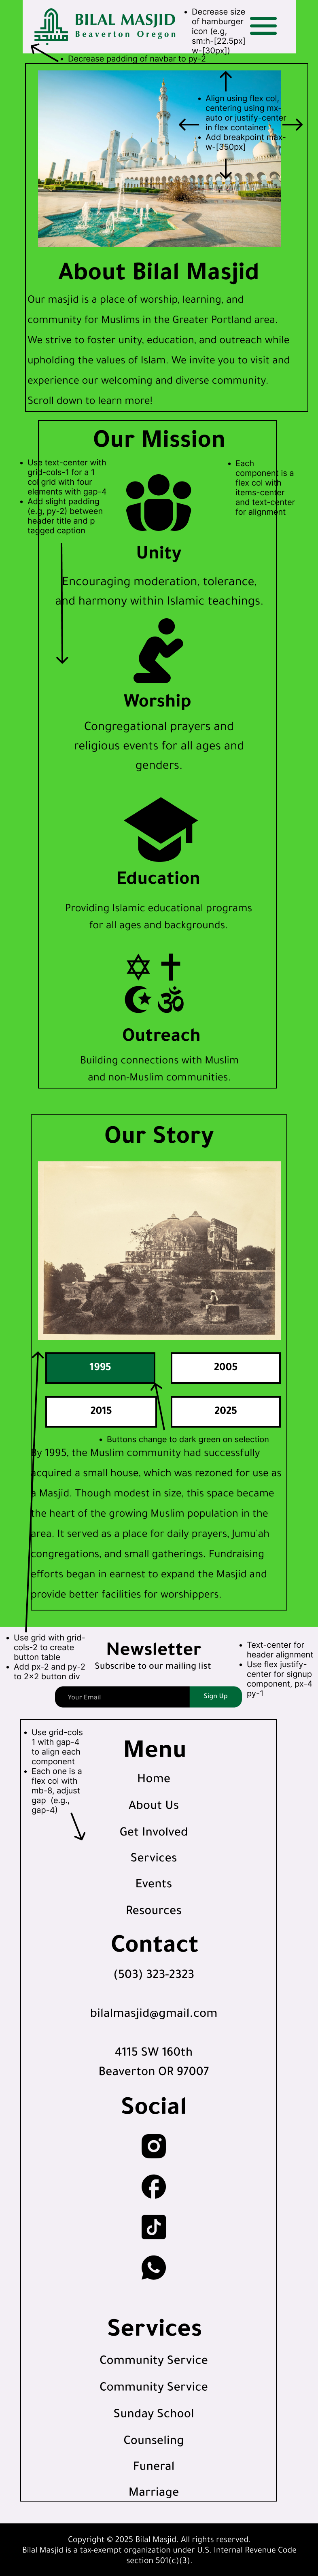 BILAL MASJID
Beaverton Oregon
• Decrease size
of hamburger
icon (e.g,
sm:h-[22.5px]
w-[30px])
• Decrease padding of navbar to py-2
• Align using flex col,
centering using mx-
auto or justify-center
in flex container
• Add breakpoint max-
w-[350px]
About Bilal Masjid
Our masjid is a place of worship, learning, and
community for Muslims in the Greater Portland area.
We strive to foster unity, education, and outreach while
upholding the values of Islam. We invite you to visit and
experience our welcoming and diverse community.
Scroll down to learn more!
Our Mission
• Use text-center with
grid-cols-1 for a 1
col grid with four
elements with gap-4
• Add slight padding
(e.g, py-2) between
header title and p
tagged caption
• Each
component is a
flex col with
items-center
and text-center
for alignment
Unity
Encouraging moderation, tolerance,
and harmony within Islamic teachings.
Worship
Congregational prayers and
religious events for all ages and
genders.
Education
Providing Islamic educational programs
for all ages and backgrounds.
Outreach
Building connections with Muslim
and non-Muslim communities.
Our Story
1995
2005
2015
2025
• Buttons change to dark green on selection
By 1995, the Muslim community had successfully
acquired a small house, which was rezoned for use as
a Masjid. Though modest in size, this space became
the heart of the growing Muslim population in the
area. It served as a place for daily prayers, Jumu'ah
congregations, and small gatherings. Fundraising
efforts began in earnest to expand the Masjid and
provide better facilities for worshippers.
• Use grid with grid-
cols-2 to create
button table
• Add px-2 and py-2
to 2x2 button div
Newsletter
Subscribe to our mailing list
Your Email
Sign Up
• Text-center for
header alignment
• Use flex justify-
center for signup
component, px-4
py-1
• Use grid-cols
1 with gap-4
to align each
component
• Each one is a
flex col with
mb-8, adjust
gap (e.g.,
gap-4)
Menu
Home
About Us
Get Involved
Services
Events
Resources
Contact
(503) 323-2323
bilalmasjid@gmail.com
4115 SW 160th
Beaverton OR 97007
Social
Services
Community Service
Community Service
Sunday School
Counseling
Funeral
Marriage
Copyright © 2025 Bilal Masjid. All rights reserved.
Bilal Masjid is a tax-exempt organization under U.S. Internal Revenue Code
section 501(c)(3).